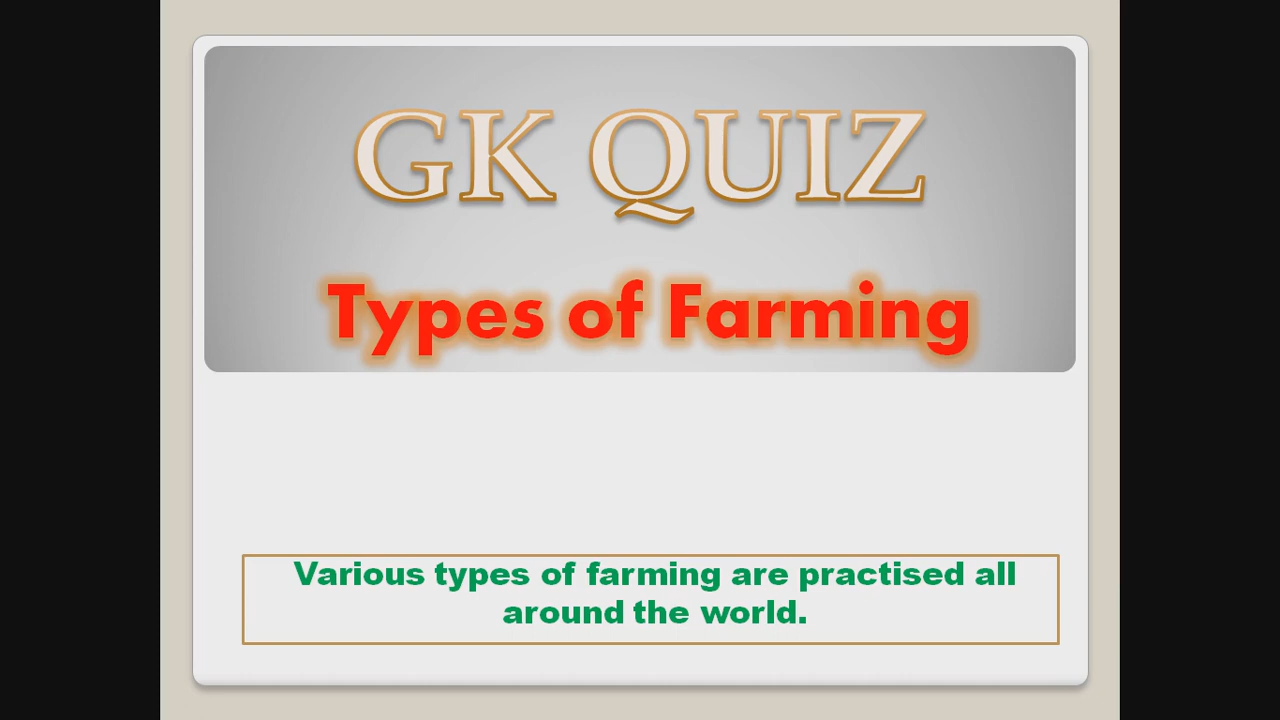 GK QUIZ
Types of Farming
Various types of farming are practised all
around the world.